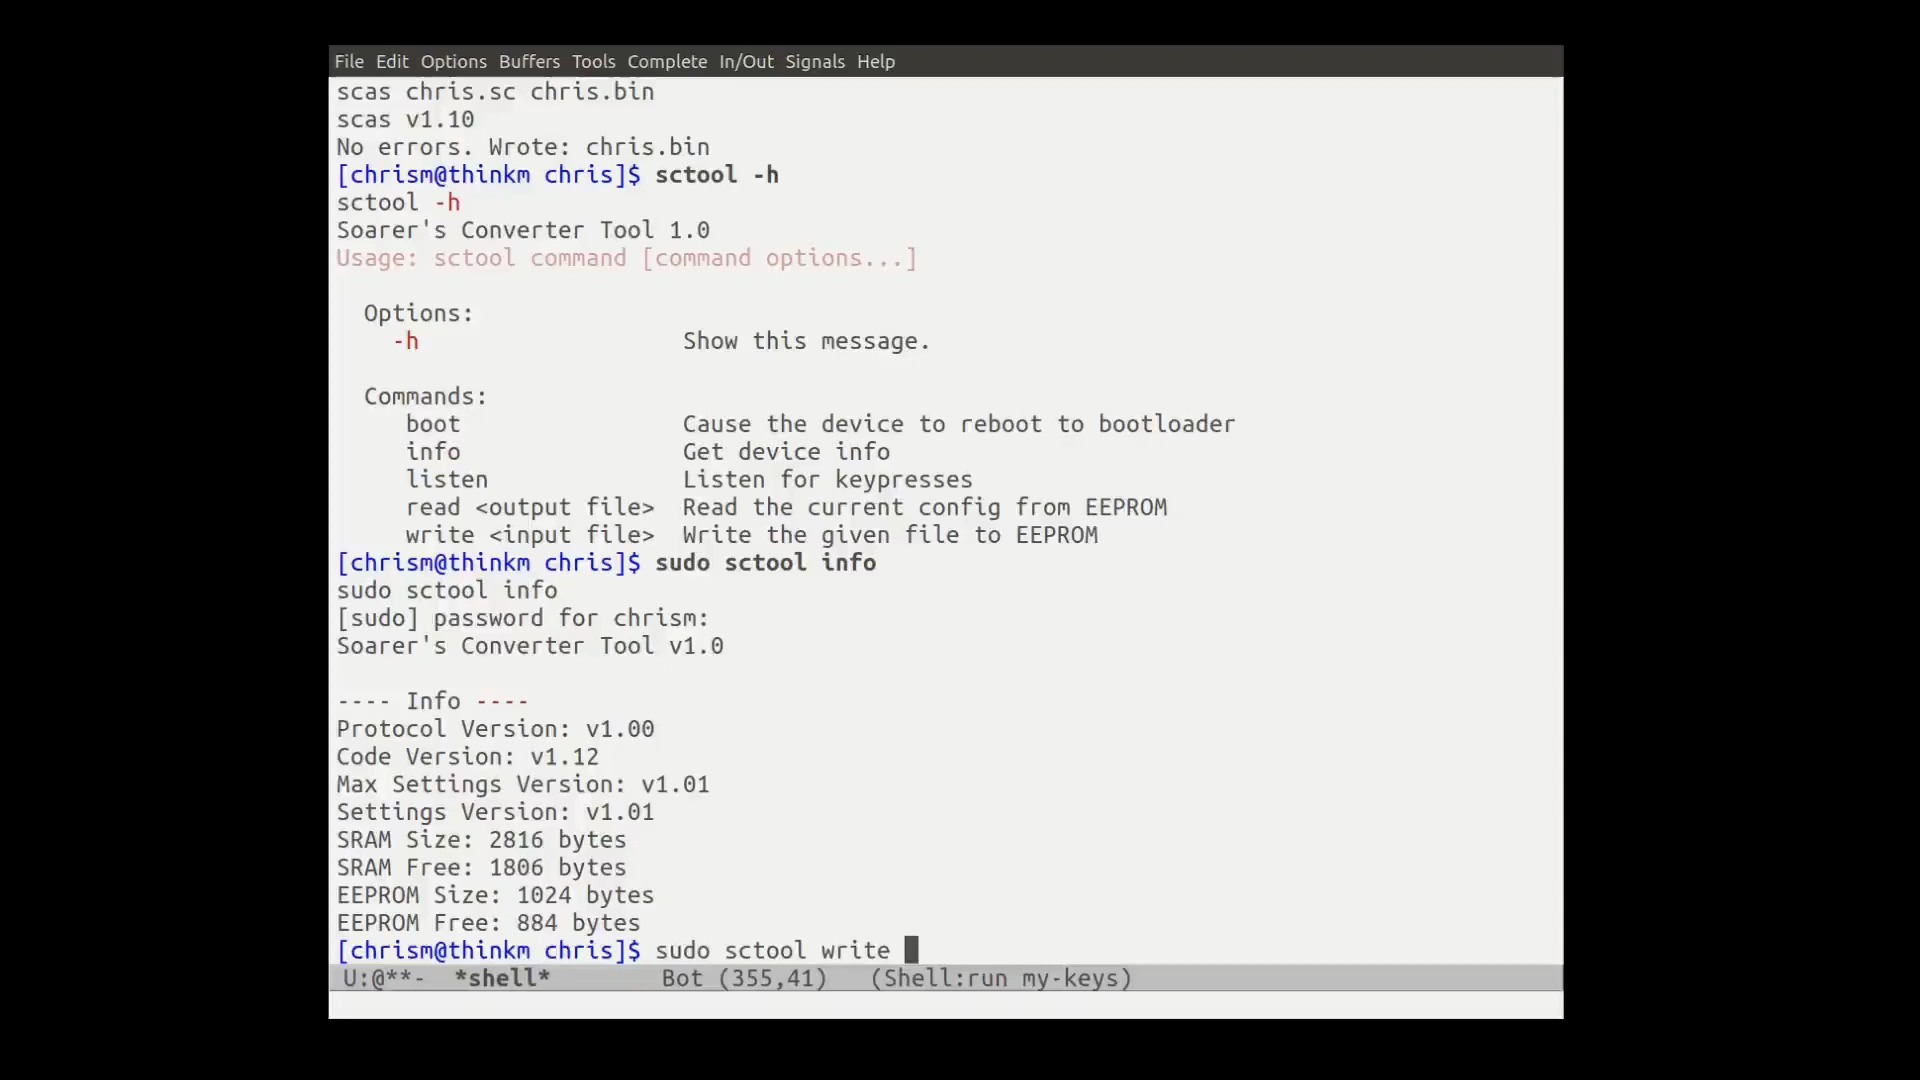 File Edit Options Buffers Tools Complete In/Out Signals Help
scas chris.sc chris.bin
scas v1.10
No errors. Wrote: chris.bin
[chrism@thinkm chris]$ sctool -h
sctool -h
Soarer's Converter Tool 1.0
Usage: sctool command [command options...]
Options:
-h Show this message.
Commands:
boot Cause the device to reboot to bootloader
info Get device info
listen Listen for keypresses
read <output file> Read the current config from EEPROM
write <input file> Write the given file to EEPROM
[chrism@thinkm chris]$ sudo sctool info
sudo sctool info
[sudo] password for chrism:
Soarer's Converter Tool v1.0
---- Info ----
Protocol Version: v1.00
Code Version: v1.12
Max Settings Version: v1.01
Settings Version: v1.01
SRAM Size: 2816 bytes
SRAM Free: 1806 bytes
EEPROM Size: 1024 bytes
EEPROM Free: 884 bytes
[chrism@thinkm chris]$ sudo sctool write
U:@**- *shell* Bot (355,41) (Shell:run my-keys)